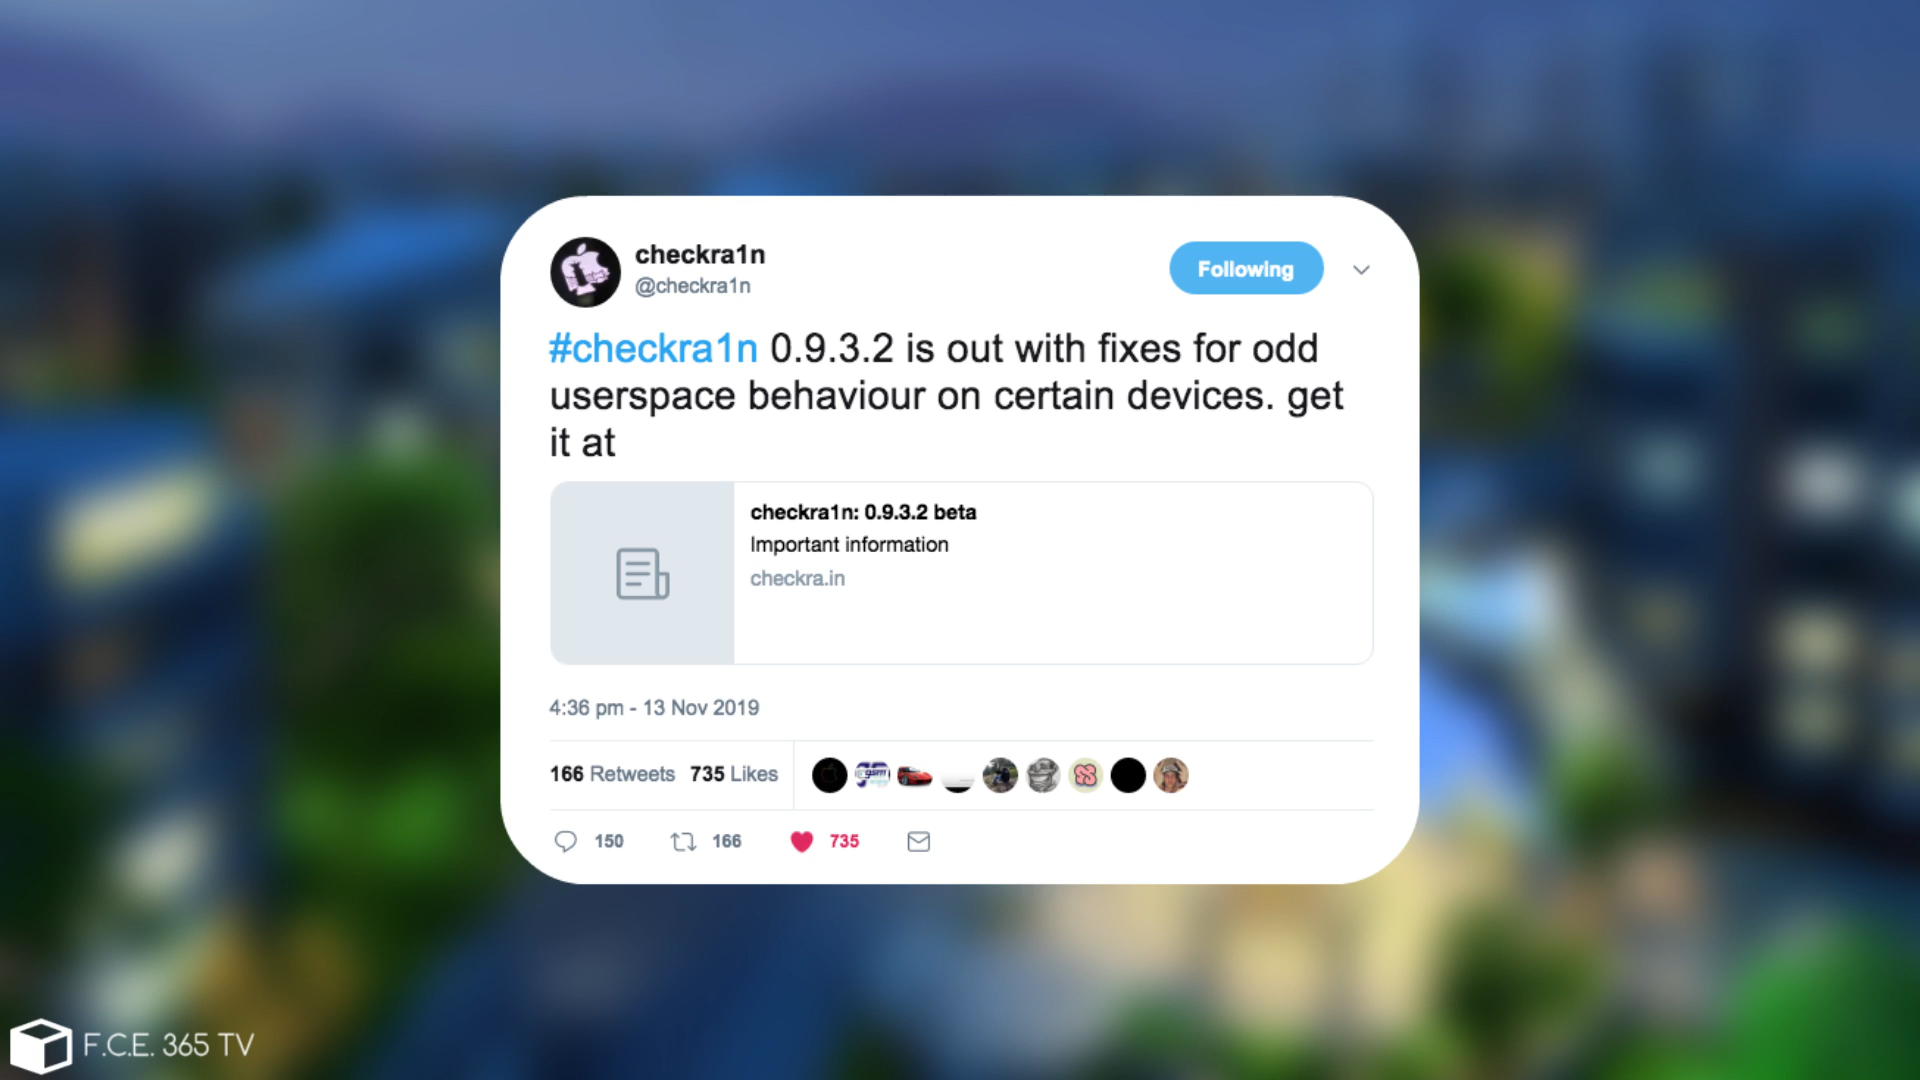 checkra1n
@checkra1n
Following
#checkra1n 0.9.3.2 is out with fixes for odd
userspace behaviour on certain devices. get
it at
checkra1n: 0.9.3.2 beta
Important information
checkra.in
4:36 pm - 13 Nov 2019
166 Retweets 735 Likes
150 166 735
F.C.E. 365 TV